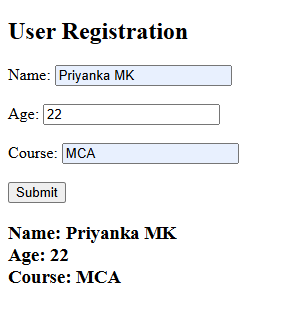 User Registration
Name: Priyanka MK
Age: 22
Course: MCA
Submit
Name: Priyanka MK
Age: 22
Course: MCA